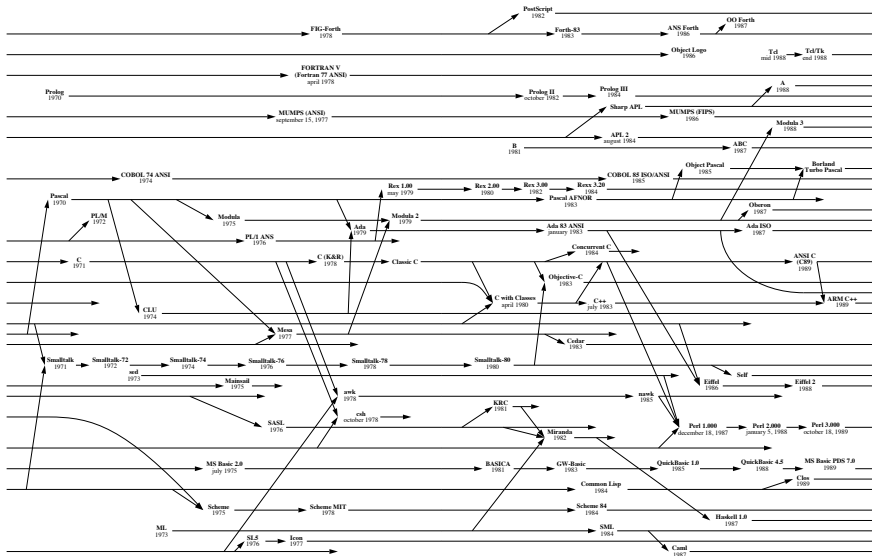 PostScript
1982
FIG-Forth
1978
Forth-83
1983
ANS Forth
1986
OO Forth
1987
Object Logo
1986
Tcl
mid 1988
Tcl/Tk
end 1988
FORTRAN V
(Fortran 77 ANSI)
april 1978
Prolog
1970
Prolog II
october 1982
Prolog III
1984
A
1988
Sharp APL
MUMPS (ANSI)
september 15, 1977
MUMPS (FIPS)
1986
Modula 3
1988
APL 2
august 1984
B
1981
ABC
1987
COBOL 74 ANSI
1974
COBOL 85 ISO/ANSI
1985
Object Pascal
1985
Borland
Turbo Pascal
Rex 1.00
may 1979
Rex 2.00
1980
Rex 3.00
1982
Rexx 3.20
1984
Pascal
1970
Pascal AFNOR
1983
PL/M
1972
Modula
1975
Modula 2
1979
Oberon
1987
Ada
1979
Ada 83 ANSI
january 1983
Ada ISO
1987
PL/1 ANS
1976
Concurrent C
1984
C
1971
C (K&R)
1978
Classic C
ANSI C
(C89)
1989
Objective-C
1983
C with Classes
april 1980
C++
july 1983
ARM C++
1989
CLU
1974
Mesa
1977
Cedar
1983
Smalltalk
1971
Smalltalk-72
1972
Smalltalk-74
1974
Smalltalk-76
1976
Smalltalk-78
1978
Smalltalk-80
1980
Self
sed
1973
Mainsail
1975
Eiffel
1986
Eiffel 2
1988
awk
1978
nawk
1985
KRC
1981
csh
october 1978
SASL
1976
Miranda
1982
Perl 1.000
december 18, 1987
Perl 2.000
january 5, 1988
Perl 3.000
october 18, 1989
MS Basic 2.0
july 1975
BASICA
1981
GW-Basic
1983
QuickBasic 1.0
1985
QuickBasic 4.5
1988
MS Basic PDS 7.0
1989
Clos
1989
Common Lisp
1984
Scheme
1975
Scheme MIT
1978
Scheme 84
1984
Haskell 1.0
1987
ML
1973
SML
1984
SL5
1976
Icon
1977
Caml
1987